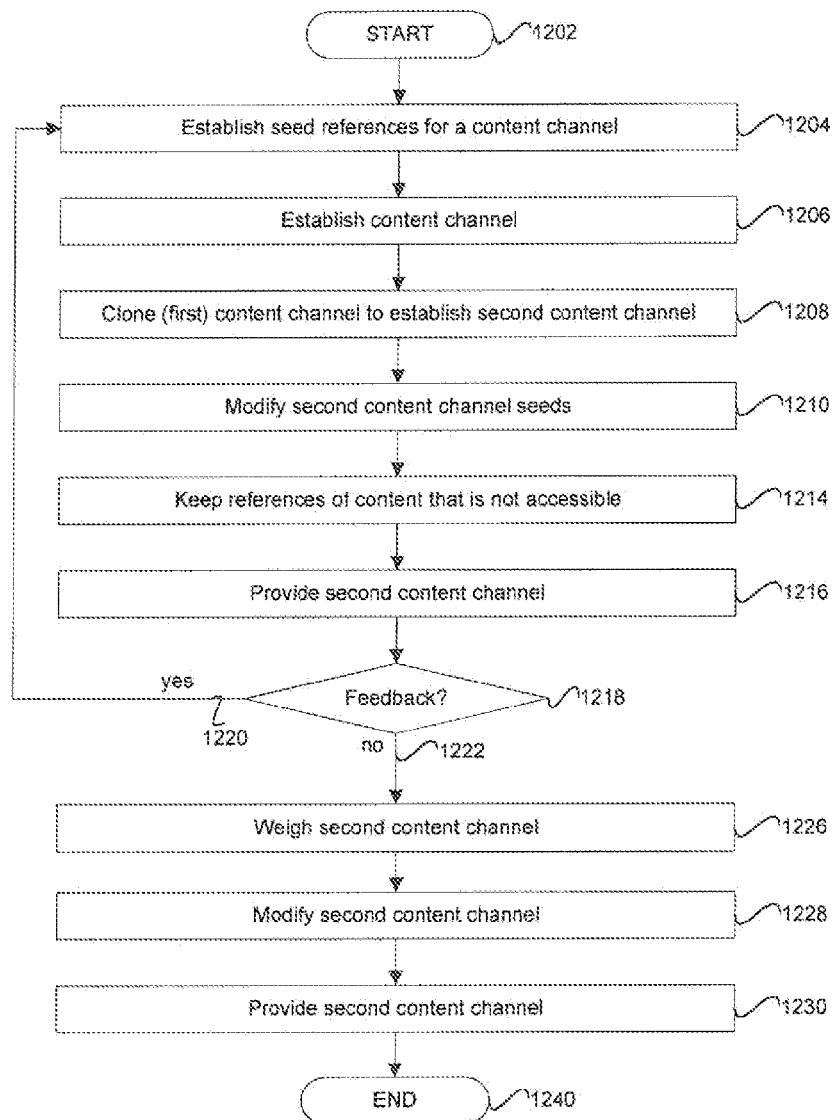 START 1202
Establish seed references for a content channel 1204
Establish content channel 1206
Clone (first) content channel to establish second content channel 1208
Modify second content channel seeds 1210
Keep references of content that is not accessible 1214
Provide second content channel 1216
yes
Feedback? 1218
1220
no 1222
Weigh second content channel 1226
Modify second content channel 1228
Provide second content channel 1230
END 1240